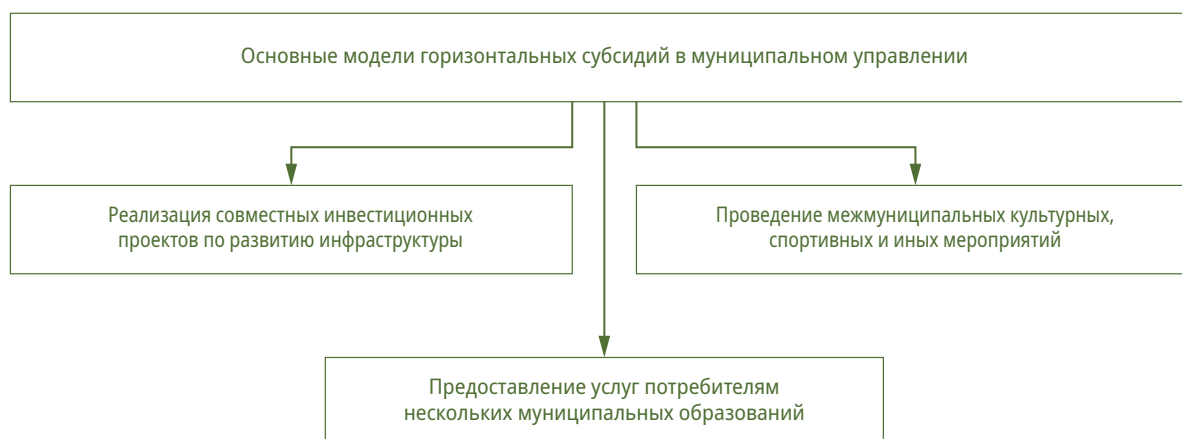 Основные модели горизонтальных субсидий в муниципальном управлении
Реализация совместных инвестиционных
проектов по развитию инфраструктуры
Проведение межмуниципальных культурных,
спортивных и иных мероприятий
Предоставление услуг потребителям
нескольких муниципальных образований